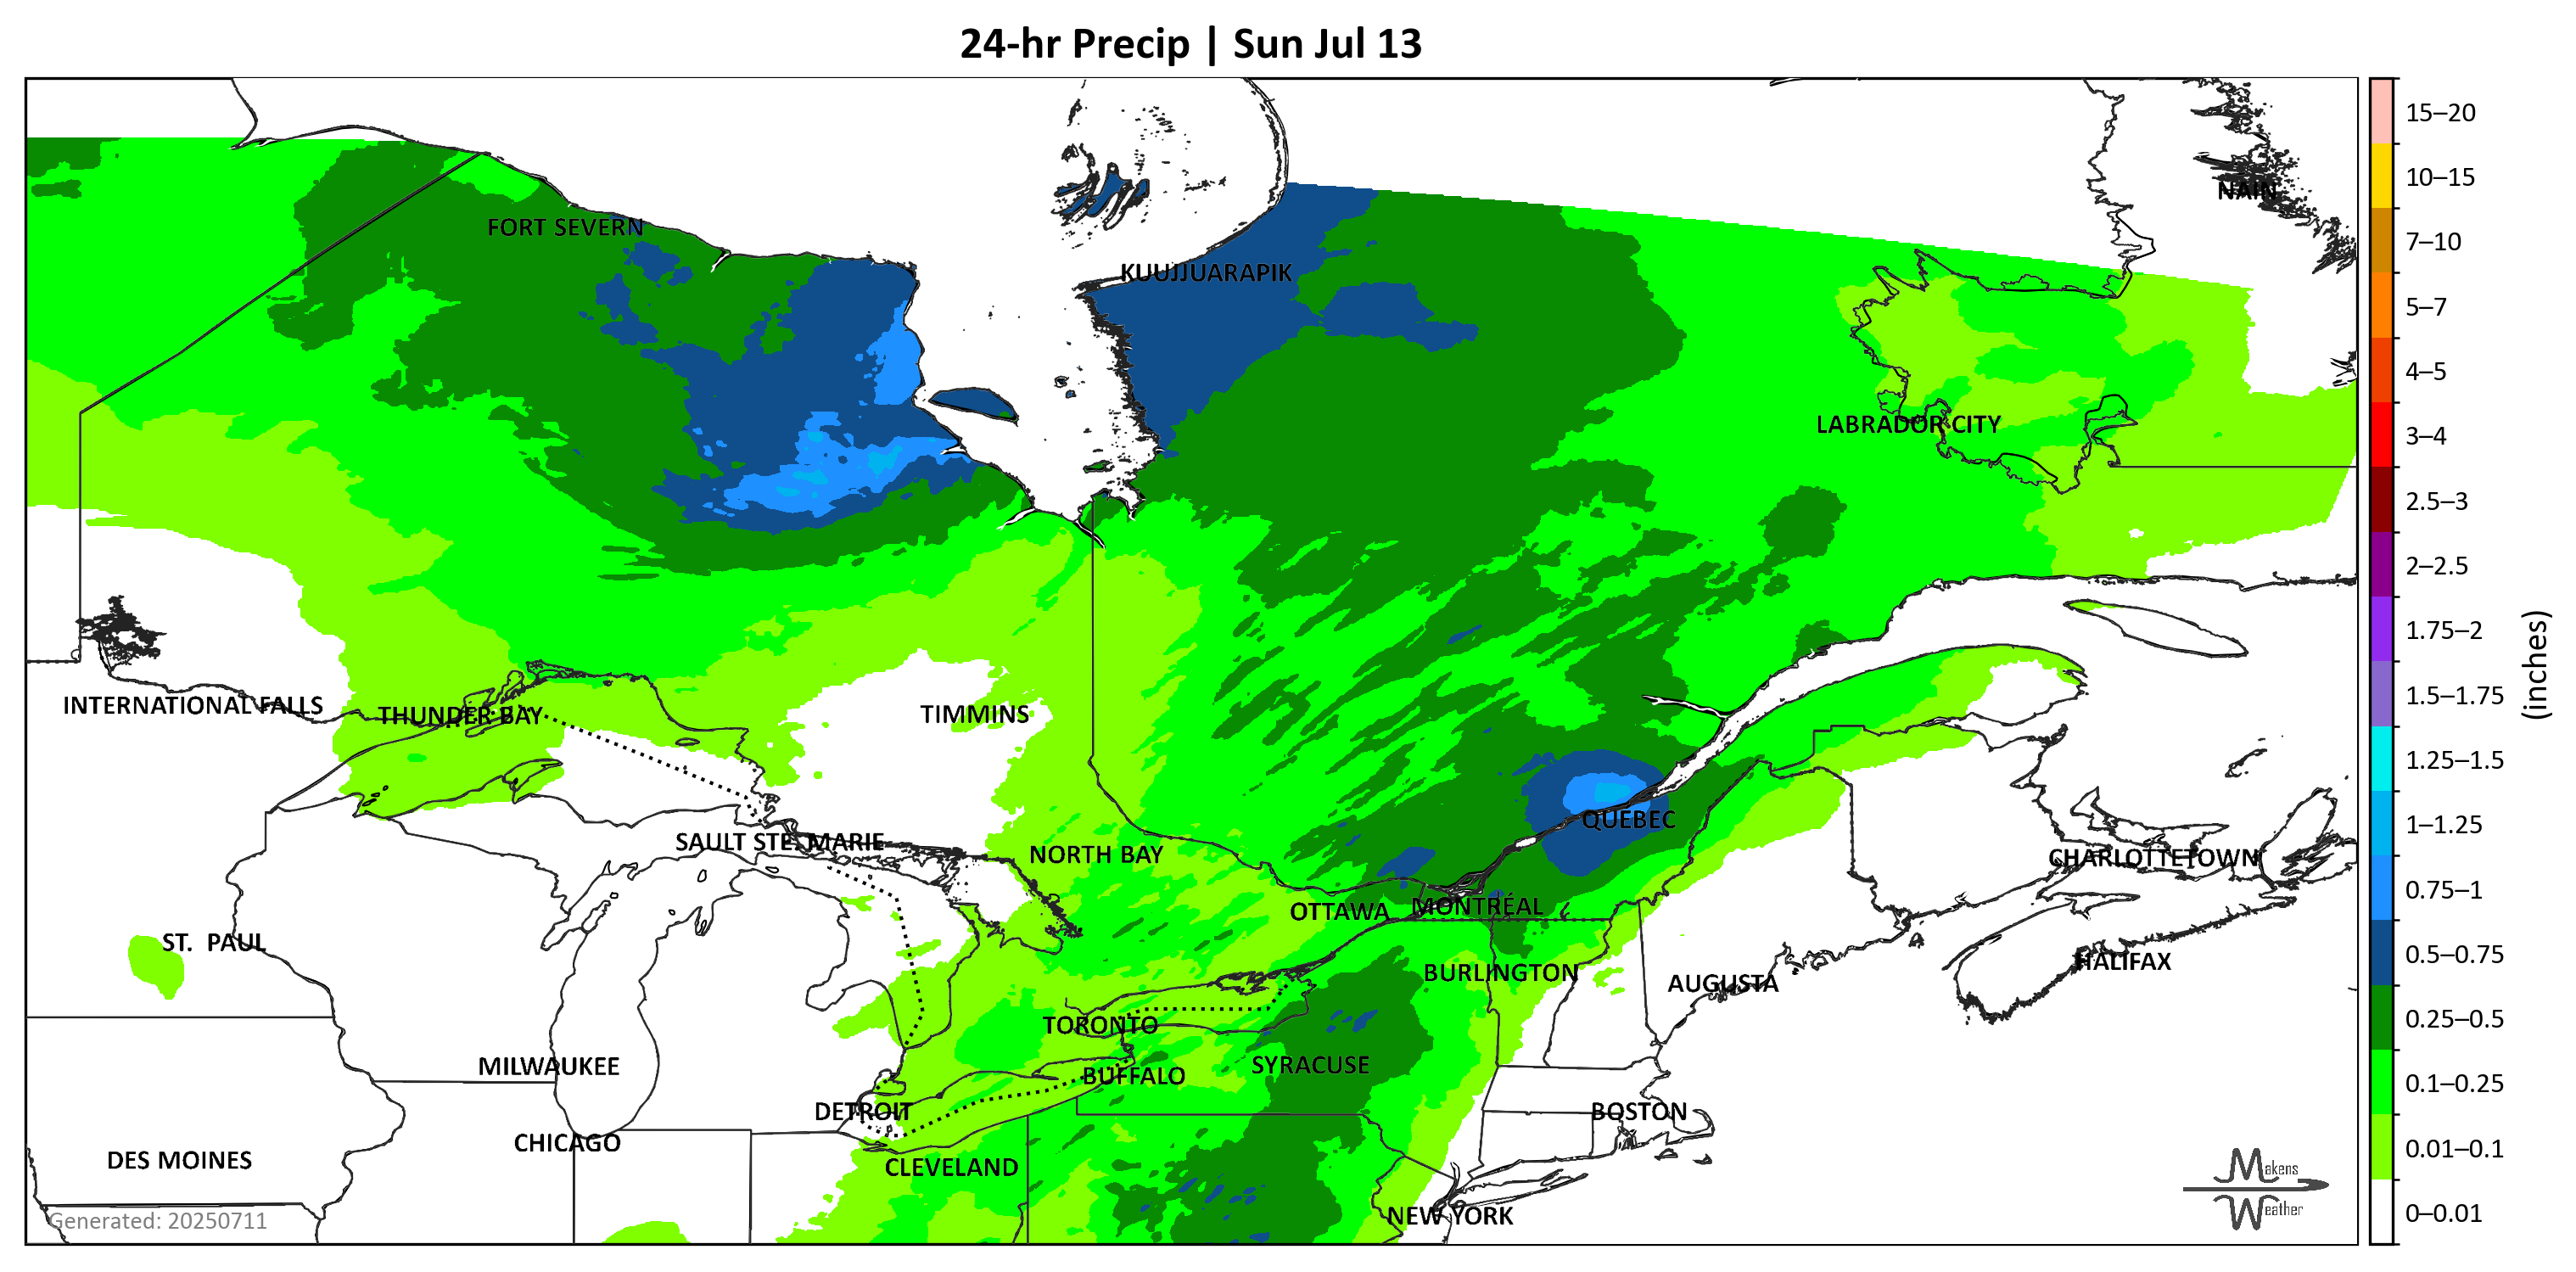 24-hr Precip | Sun Jul 13
NAIN
FORT SEVERN
KUUJJUARAPIK
LABRADOR CITY
INTERNATIONAL FALLS
THUNDER BAY
TIMMINS
SAULT STE. MARIE
NORTH BAY
QUÉBEC
CHARLOTTETOWN
OTTAWA
MONTRÉAL
ST. PAUL
BURLINGTON
AUGUSTA
HALIFAX
TORONTO
SYRACUSE
MILWAUKEE
BUFFALO
DETROIT
BOSTON
CHICAGO
DES MOINES
CLEVELAND
NEW YORK
Generated: 20250711
Makens
Weather
15–20
10–15
7–10
5–7
4–5
3–4
2.5–3
2–2.5
1.75–2
1.5–1.75
1.25–1.5
1–1.25
0.75–1
0.5–0.75
0.25–0.5
0.1–0.25
0.01–0.1
0–0.01
(inches)